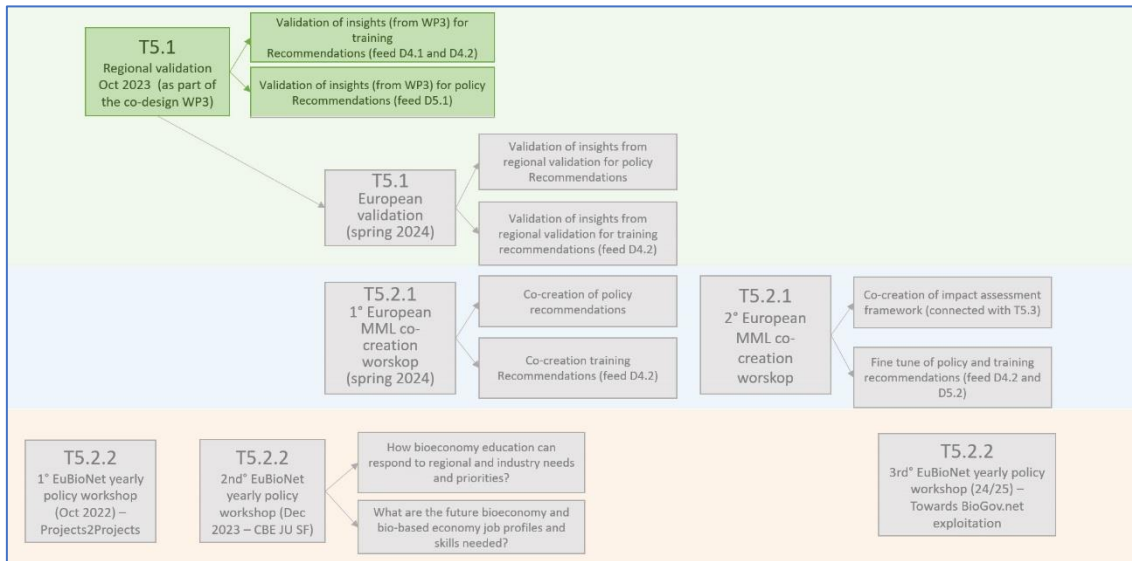 T5.1
Regional validation
Oct 2023 (as part of
the co-design WP3)
Validation of insights (from WP3) for
training
Recommendations (feed D4.1 and D4.2)
Validation of insights (from WP3) for policy
Recommendations (feed D5.1)
T5.1
European
validation
(spring 2024)
Validation of insights from
regional validation for policy
Recommendations
Validation of insights from
regional validation for training
recommendations (feed D4.2)
T5.2.1
1° European
MML co-
creation
worskop
(spring 2024)
Co-creation of policy
recommendations
Co-creation training
Recommendations (feed D4.2)
T5.2.1
2° European
MML co-
creation
worskop
Co-creation of impact assessment
framework (connected with T5.3)
Fine tune of policy and training
recommendations (feed D4.2 and
D5.2)
T5.2.2
1° EuBioNet yearly
policy workshop
(Oct 2022) –
Projects2Projects
T5.2.2
2nd° EuBioNet
yearly policy
workshop (Dec
2023 – CBE JU SF)
How bioeconomy education can
respond to regional and industry needs
and priorities?
What are the future bioeconomy and
bio-based economy job profiles and
skills needed?
T5.2.2
3rd° EuBioNet yearly policy
workshop (24/25) –
Towards BioGov.net
exploitation